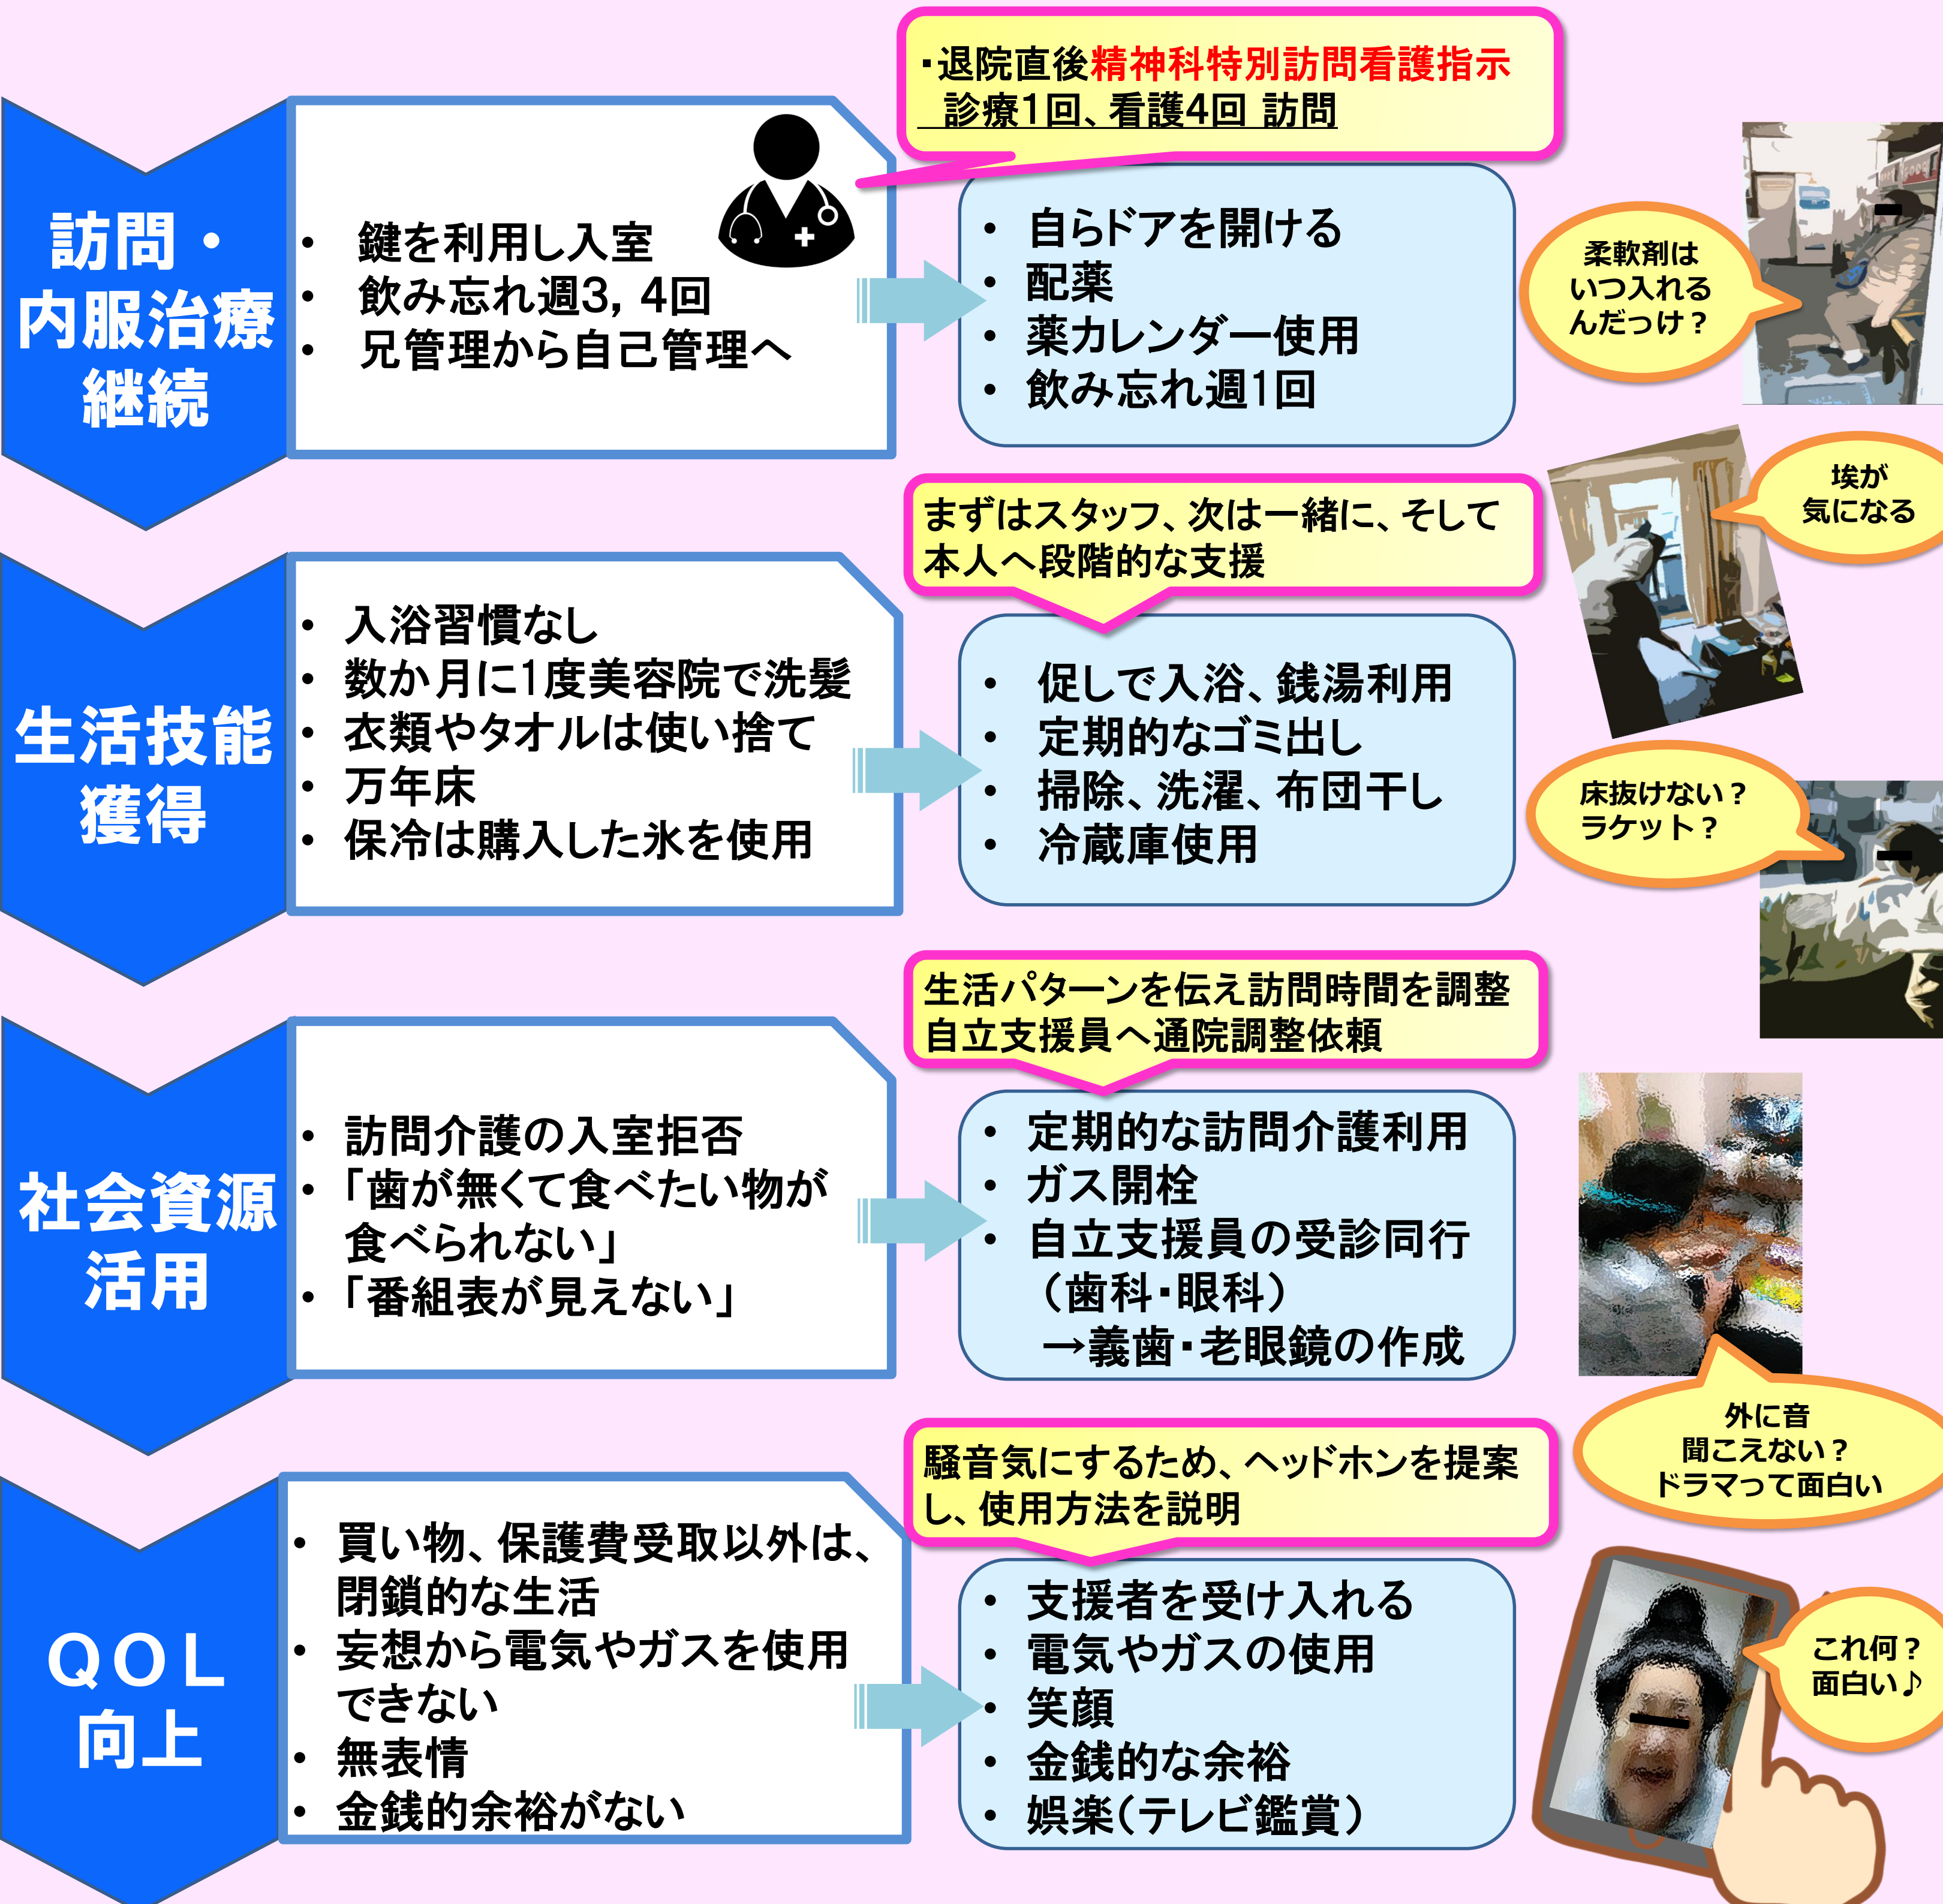 ・退院直後精神科特別訪問看護指示
診療1回、看護4回 訪問
訪問・
内服治療
継続
• 鍵を利用し入室
• 飲み忘れ週3，4回
• 兄管理から自己管理へ
• 自らドアを開ける
• 配薬
• 薬カレンダー使用
• 飲み忘れ週1回
柔軟剤は
いつ入れる
んだっけ？
埃が
気になる
まずはスタッフ、次は一緒に、そして
本人へ段階的な支援
生活技能
獲得
• 入浴習慣なし
• 数か月に1度美容院で洗髪
• 衣類やタオルは使い捨て
• 万年床
• 保冷は購入した氷を使用
• 促しで入浴、銭湯利用
• 定期的なゴミ出し
• 掃除、洗濯、布団干し
• 冷蔵庫使用
床抜けない？
ラケット？
生活パターンを伝え訪問時間を調整
自立支援員へ通院調整依頼
社会資源
活用
• 訪問介護の入室拒否
• 「歯が無くて食べたい物が
食べられない」
• 「番組表が見えない」
• 定期的な訪問介護利用
• ガス開栓
• 自立支援員の受診同行
（歯科・眼科）
→義歯・老眼鏡の作成
外に音
聞こえない？
ドラマって面白い
騒音気にするため、ヘッドホンを提案
し、使用方法を説明
ＱＯＬ
向上
• 買い物、保護費受取以外は、
閉鎖的な生活
• 妄想から電気やガスを使用
できない
• 無表情
• 金銭的余裕がない
• 支援者を受け入れる
• 電気やガスの使用
• 笑顔
• 金銭的な余裕
• 娯楽（テレビ鑑賞）
これ何？
面白い♪